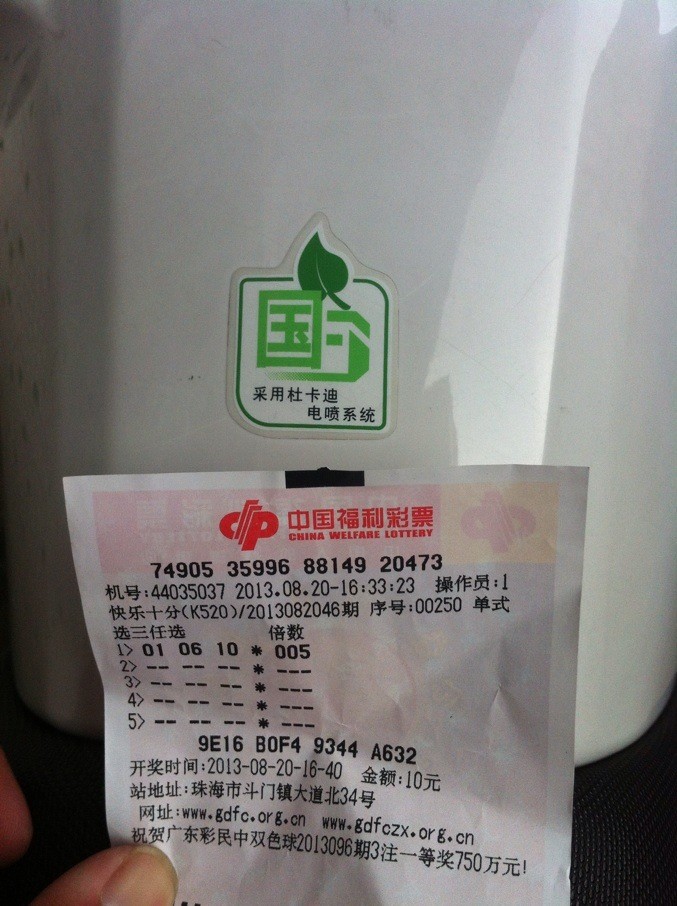 国
采用杜卡迪
电喷系统
中国福利彩票
CHINA WELFARE LOTTERY
74905 35996 88149 20473
机号:44035037 2013.08.20-16:33:23 操作员:1
快乐十分(K520)/2013082046期 序号:00250 单式
选三任选 倍数
1> 01 06 10 * 005
2> -- -- -- * ---
3> -- -- -- * ---
4> -- -- -- * ---
5> -- -- -- * ---
9E16 B0F4 9344 A632
开奖时间:2013-08-20-16-40 金额:10元
站地址:珠海市斗门镇大道北34号
网址:www.gdfc.org.cn www.gdfczx.org.cn
祝贺广东彩民中双色球2013096期3注一等奖750万元!